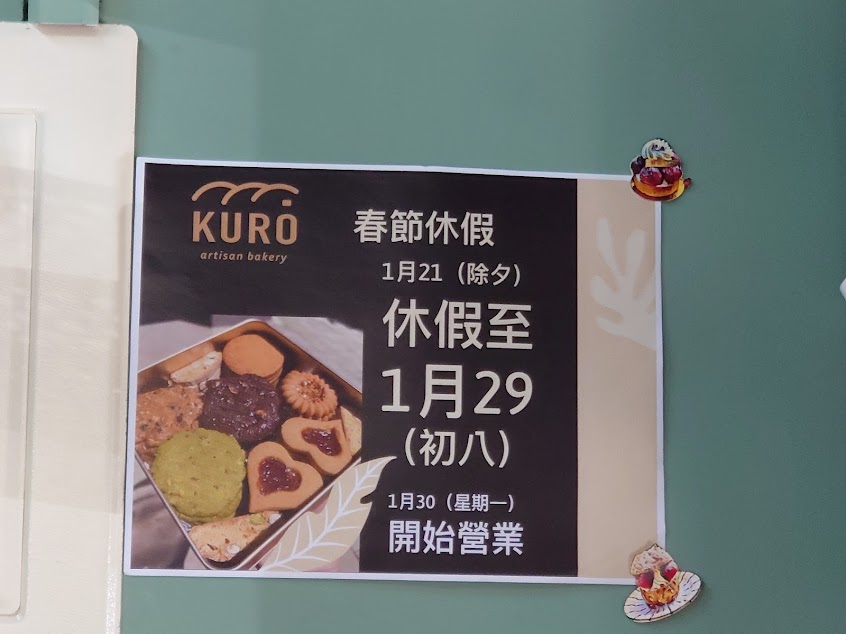 KURO
artisan bakery
春節休假
1月21（除夕）
休假至
1月29
（初八）
1月30（星期一）
開始營業